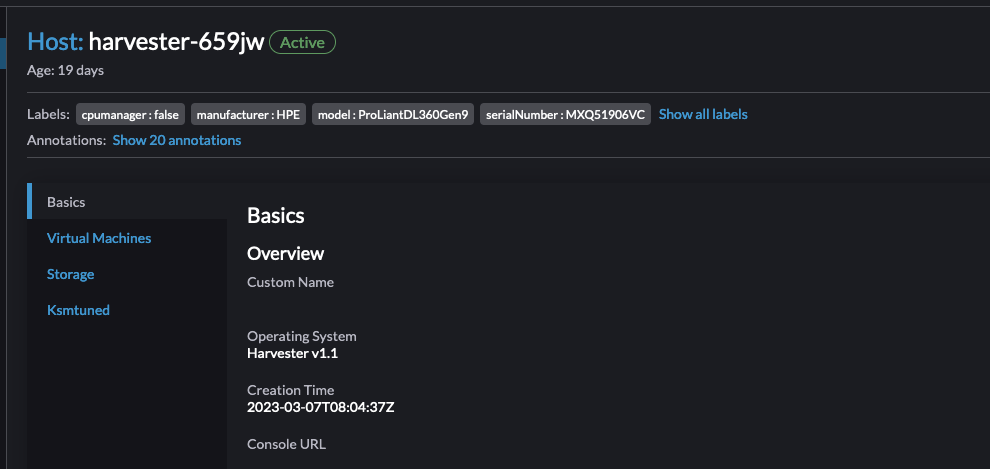 Host: harvester-659jw Active
Age: 19 days
Labels: cpumanager : false manufacturer : HPE model : ProLiantDL360Gen9 serialNumber : MXQ51906VC Show all labels
Annotations: Show 20 annotations
Basics
Virtual Machines
Storage
Ksmtuned
Basics
Overview
Custom Name
Operating System
Harvester v1.1
Creation Time
2023-03-07T08:04:37Z
Console URL